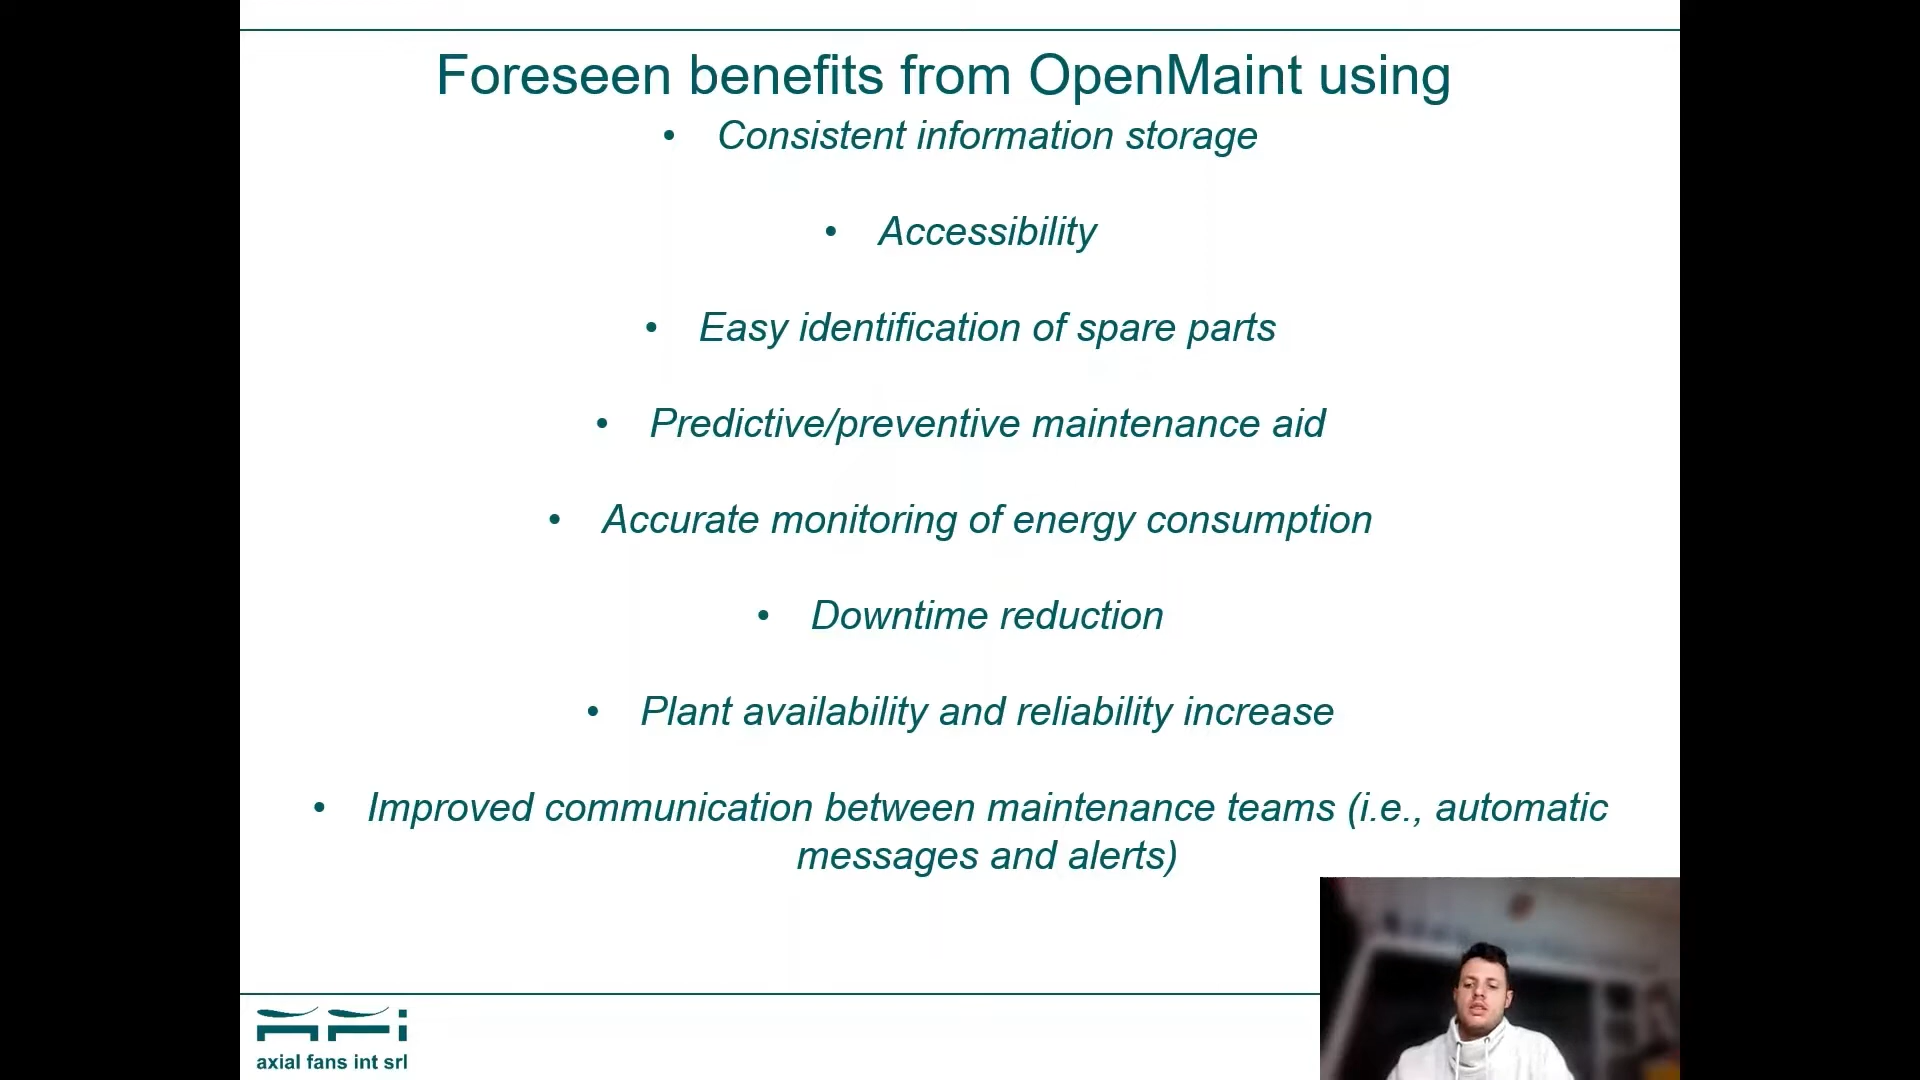 Foreseen benefits from OpenMaint using
• Consistent information storage
• Accessibility
• Easy identification of spare parts
• Predictive/preventive maintenance aid
• Accurate monitoring of energy consumption
• Downtime reduction
• Plant availability and reliability increase
• Improved communication between maintenance teams (i.e., automatic
messages and alerts)
axial fans int srl